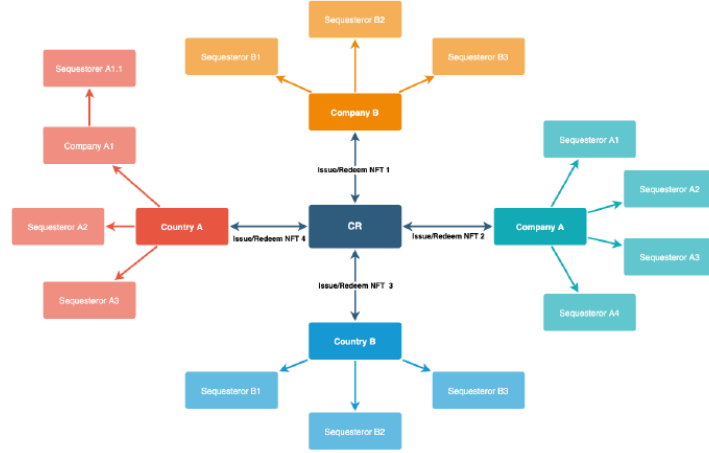 Sequesteror B2
Sequesteror B1
Sequesteror B3
Sequestorer A1.1
Company B
Sequesteror A1
Company A1
Issue/Redeem NFT 1
Sequesteror A2
Sequesteror A2
Country A
CR
Company A
Issue/Redeem NFT 4
Issue/Redeem NFT 2
Sequesteror A3
Issue/Redeem NFT 3
Sequesteror A3
Sequesteror A4
Country B
Sequesteror B1
Sequesteror B3
Sequesteror B2